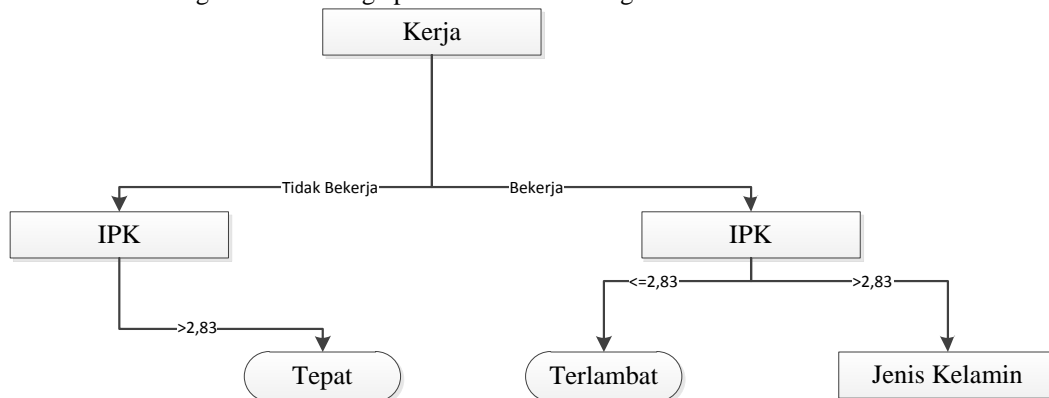 Kerja
Tidak Bekerja
Bekerja
IPK
IPK
<=2,83
>2,83
>2,83
Tepat
Terlambat
Jenis Kelamin